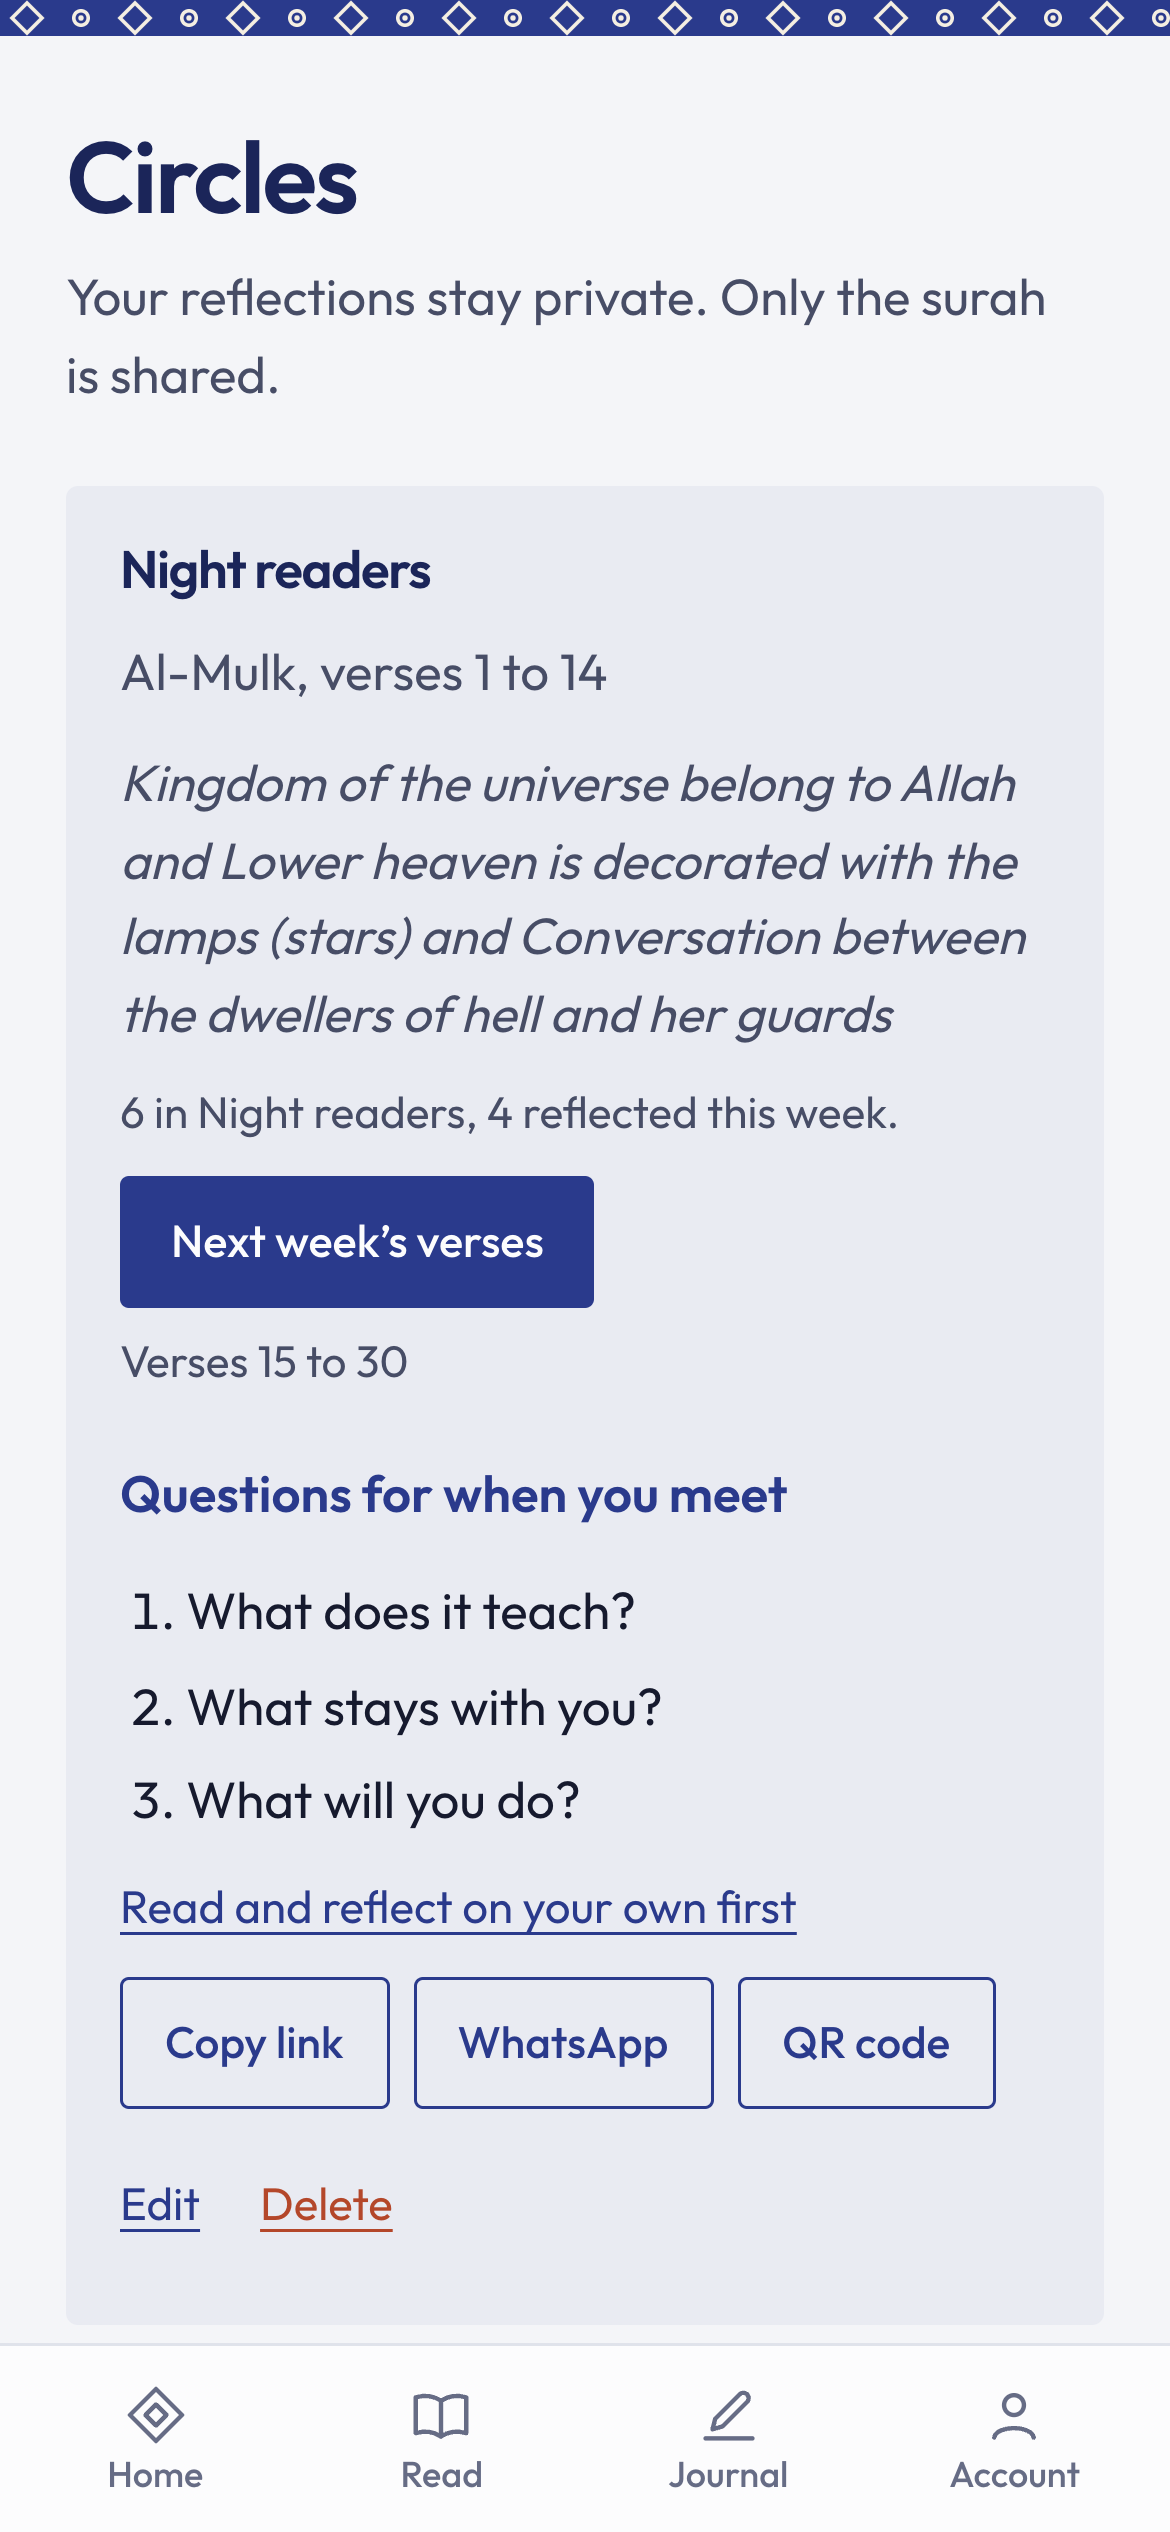 Circles
Your reflections stay private. Only the surah
is shared.
Night readers
Al-Mulk, verses 1 to 14
Kingdom of the universe belong to Allah
and Lower heaven is decorated with the
lamps (stars) and Conversation between
the dwellers of hell and her guards
6 in Night readers, 4 reflected this week.
Next week’s verses
Verses 15 to 30
Questions for when you meet
1. What does it teach?
2. What stays with you?
3. What will you do?
Read and reflect on your own first
Copy link WhatsApp QR code
Edit Delete
Home Read Journal Account